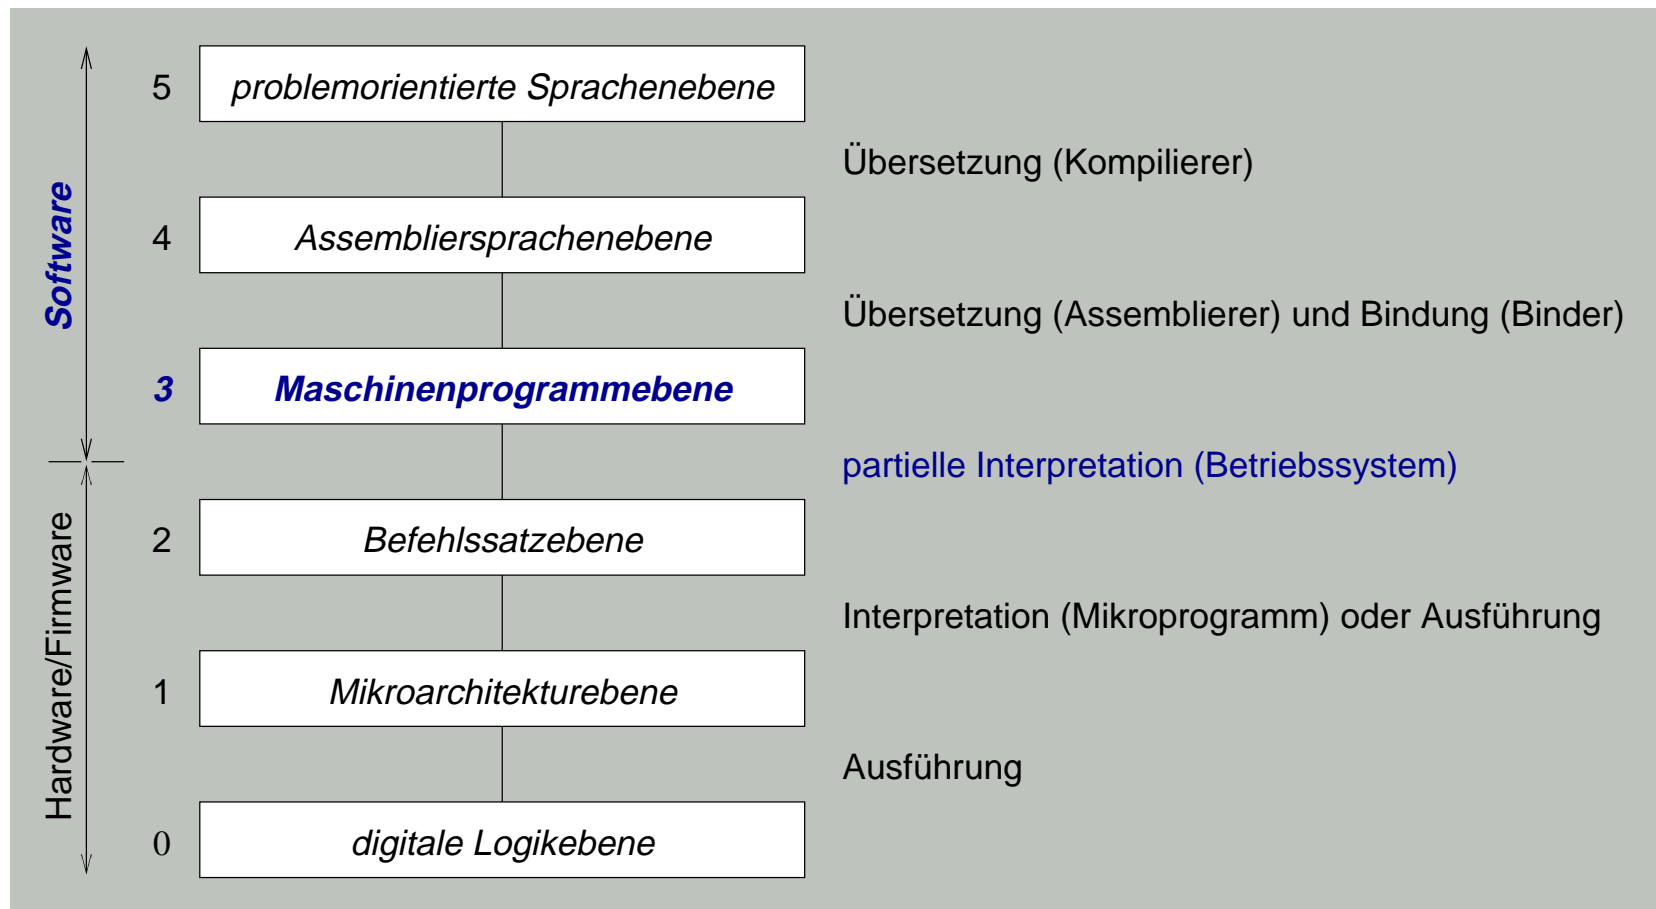 5
problemorientierte Sprachenebene
Übersetzung (Kompilierer)
Software
4
Assembliersprachenebene
Übersetzung (Assemblierer) und Bindung (Binder)
3
Maschinenprogrammebene
partielle Interpretation (Betriebssystem)
Hardware/Firmware
2
Befehlssatzebene
Interpretation (Mikroprogramm) oder Ausführung
1
Mikroarchitekturebene
Ausführung
0
digitale Logikebene